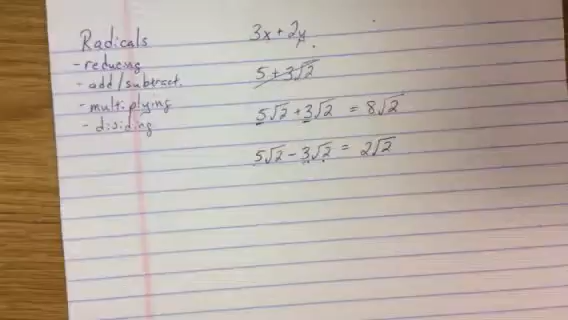 Radicals
- reducing
- add/subtract.
- multiplying
- dividing
3x + 2y
5 + 3√2
5√2 + 3√2 = 8√2
5√2 - 3√2 = 2√2